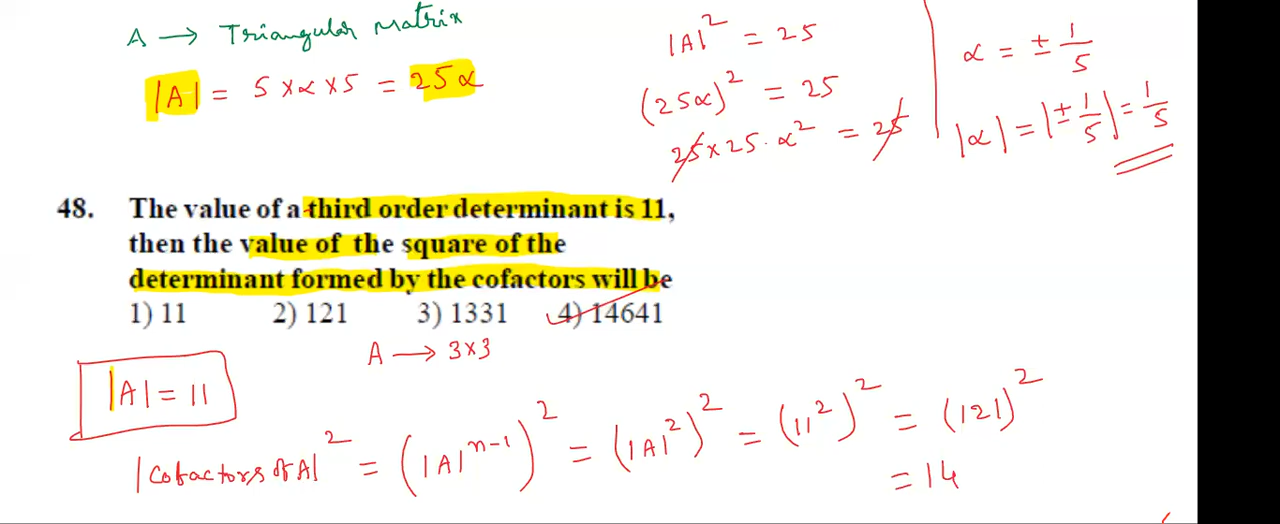 A → Triangular Matrix
|A| = 5 × α × 5 = 25α
|A|² = 25
(25α)² = 25
25 × 25 · α² = 25
α = ± 1/5
|α| = |± 1/5| = 1/5
48. The value of a third order determinant is 11,
then the value of the square of the
determinant formed by the cofactors will be
1) 11 2) 121 3) 1331 4) 14641
A → 3×3
|A| = 11
|Cofactors of A|² = (|A|ⁿ⁻¹)² = (|A|²)² = (11²)² = (121)²
= 14